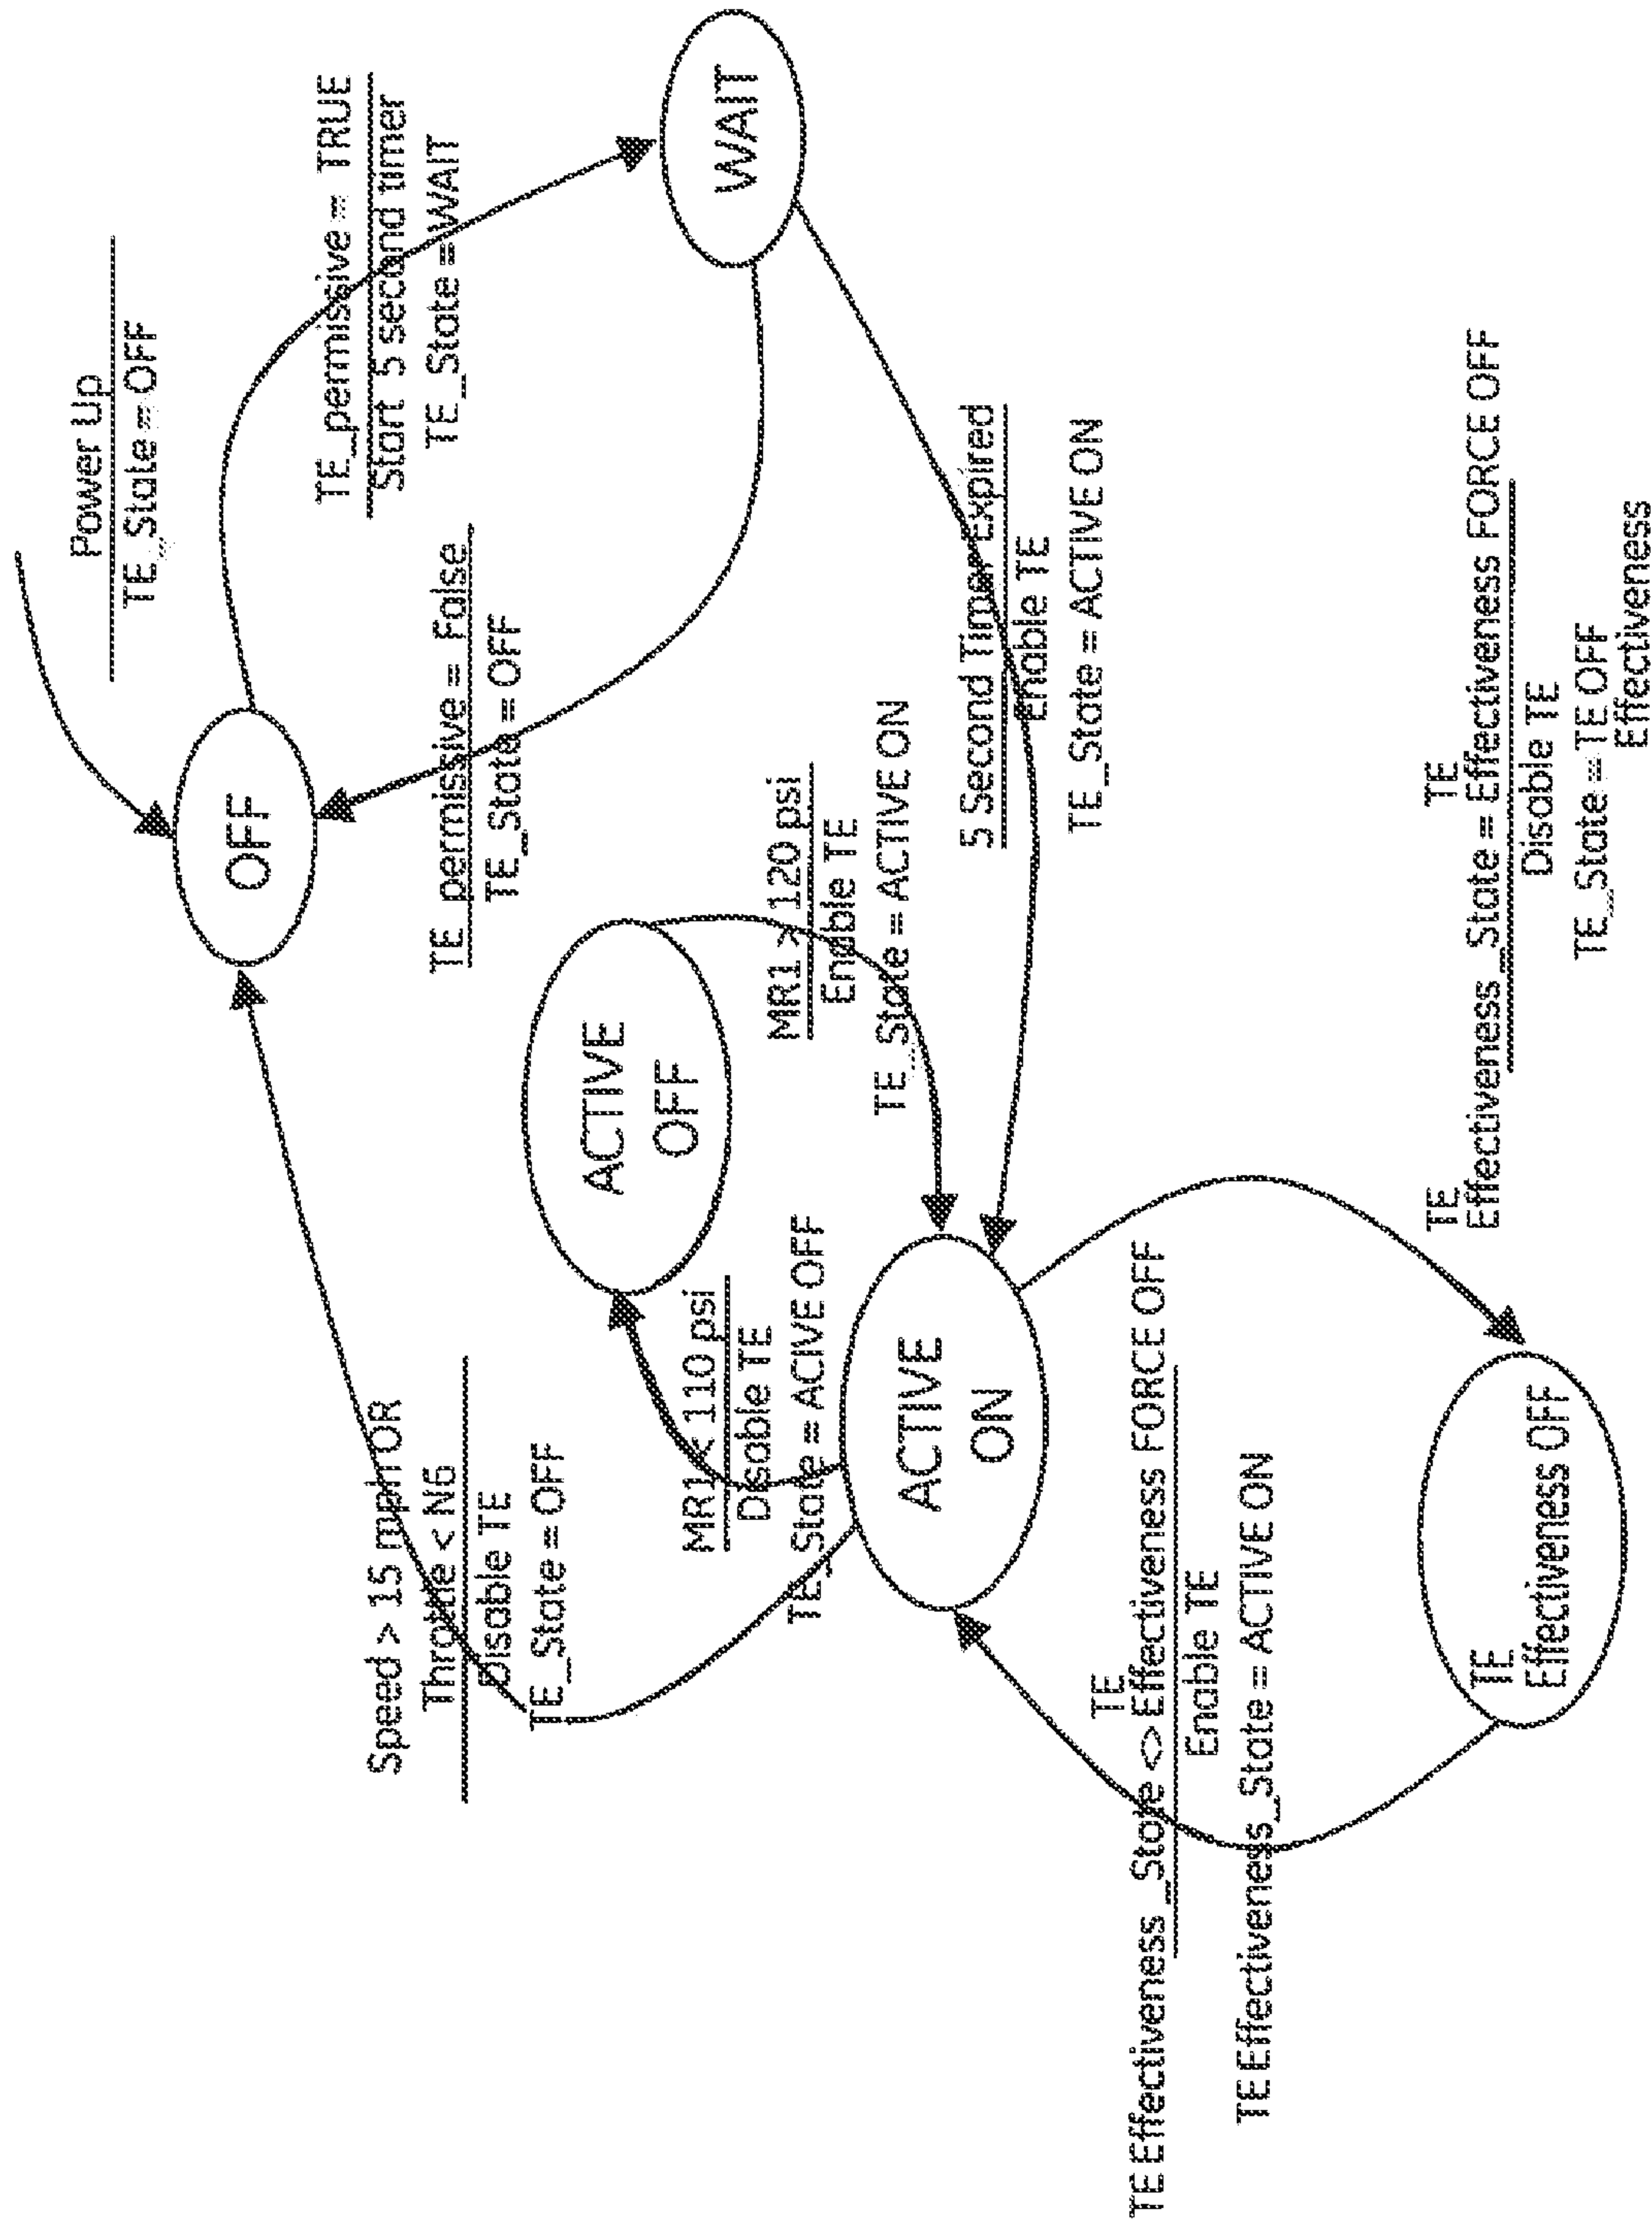 Power Up
TE_State = OFF
OFF
TE_permissive = TRUE
Start 5 second timer
TE_State = WAIT
WAIT
TE_permissive = False
TE_State = OFF
Speed > 15 mph OR
Throttle < N6
Disable TE
TE_State = OFF
ACTIVE
OFF
MR1 > 120 psi
Enable TE
TE_State = ACTIVE ON
MR1 < 110 psi
Disable TE
TE_State = ACIVE OFF
5 Second Timer Expired
Enable TE
TE_State = ACTIVE ON
ACTIVE
ON
TE
TE Effectiveness_State <> Effectiveness FORCE OFF
Enable TE
TE Effectiveness_State = ACTIVE ON
TE
TE
Effectiveness_State = Effectiveness FORCE OFF
Disable TE
TE_State = TE OFF
Effectiveness
TE
Effectiveness OFF